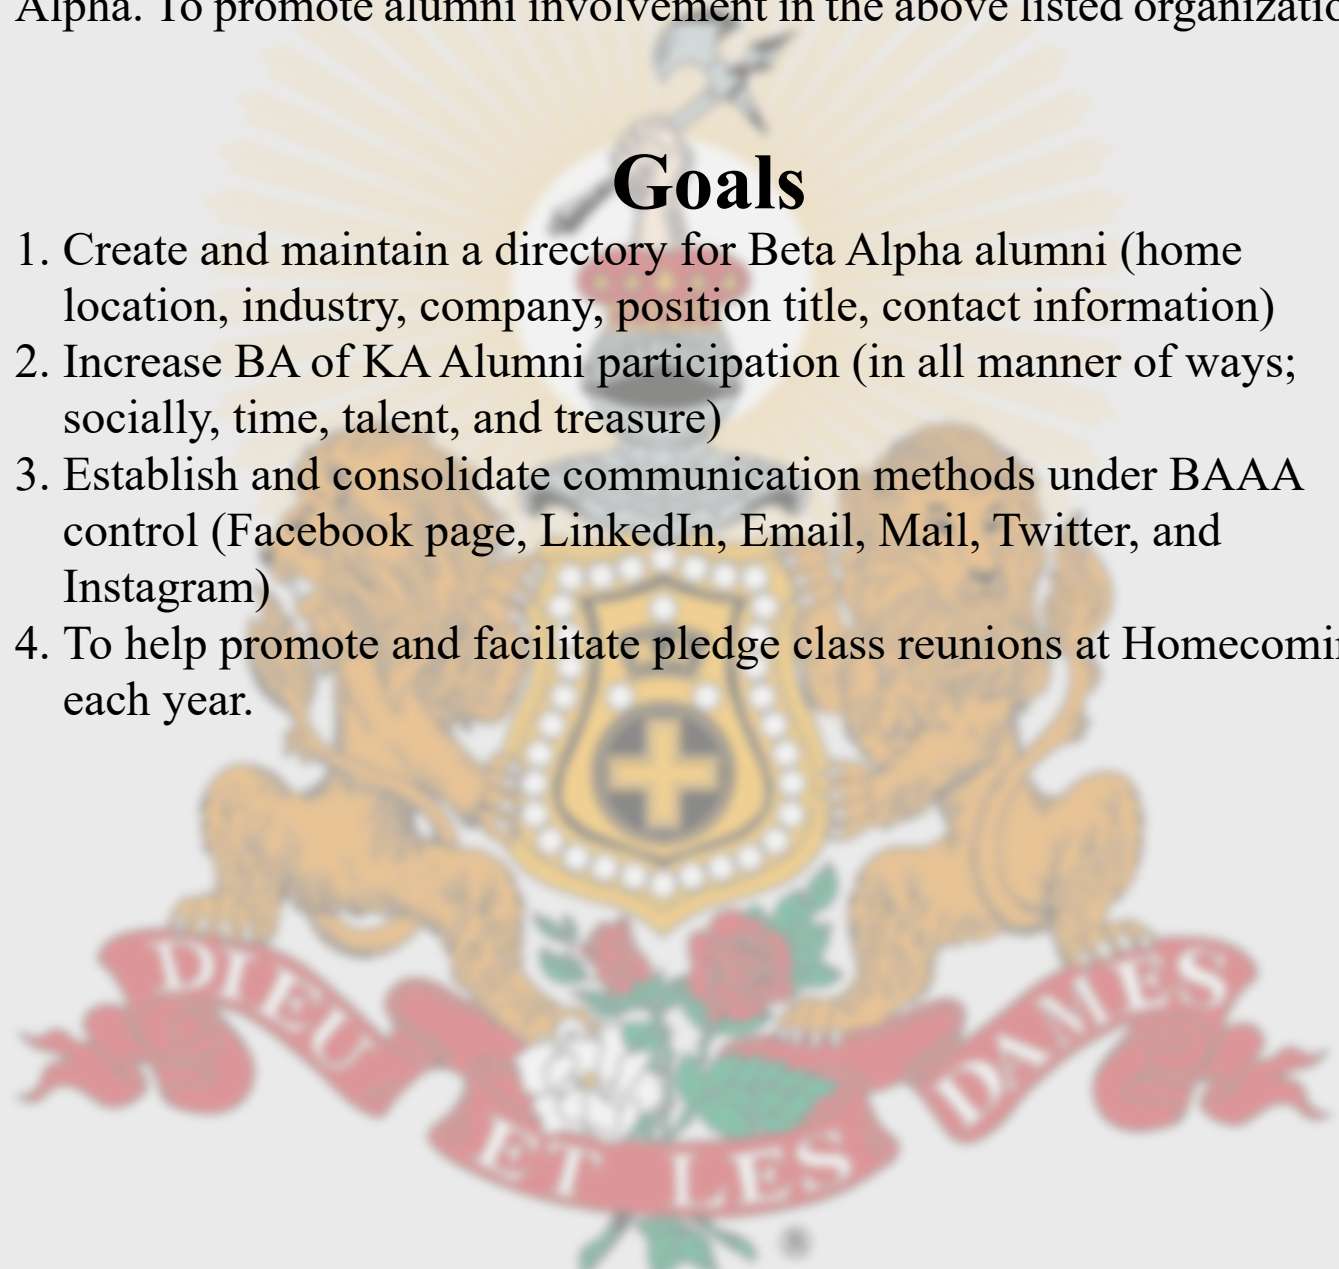 Alpha. To promote alumni involvement in the above listed organizatio
Goals
1. Create and maintain a directory for Beta Alpha alumni (home
location, industry, company, position title, contact information)
2. Increase BA of KA Alumni participation (in all manner of ways;
socially, time, talent, and treasure)
3. Establish and consolidate communication methods under BAAA
control (Facebook page, LinkedIn, Email, Mail, Twitter, and
Instagram)
4. To help promote and facilitate pledge class reunions at Homecomin
each year.
DIEU
ET LES
DAMES
®